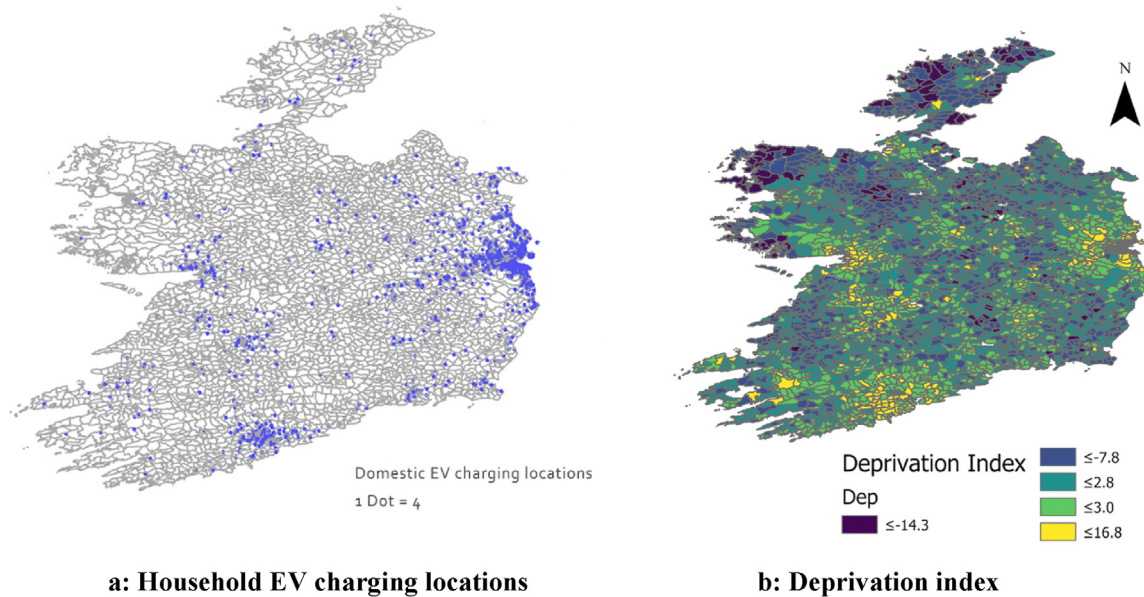 N
Domestic EV charging locations
1 Dot = 4
Deprivation Index
Dep
≤-14.3
≤-7.8
≤2.8
≤3.0
≤16.8
a: Household EV charging locations
b: Deprivation index